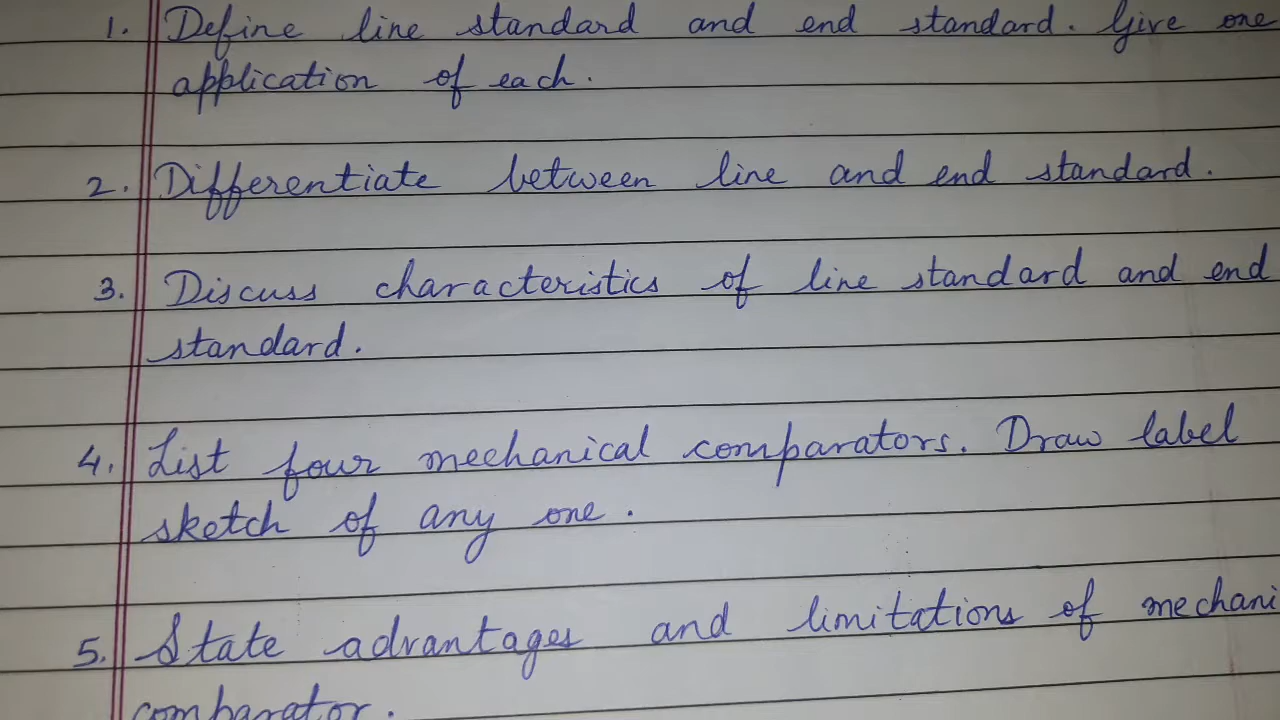 1. Define line standard and end standard. Give one
application of each.
2. Differentiate between line and end standard.
3. Discuss characteristics of line standard and end
standard.
4. List four mechanical comparators. Draw label
sketch of any one.
5. State advantages and limitations of mechani
comparator.